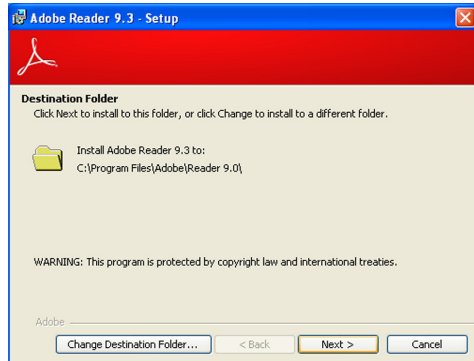 Adobe Reader 9.3 - Setup
Destination Folder
Click Next to install to this folder, or click Change to install to a different folder.
Install Adobe Reader 9.3 to:
C:\Program Files\Adobe\Reader 9.0\
WARNING: This program is protected by copyright law and international treaties.
Adobe
Change Destination Folder... < Back Next > Cancel